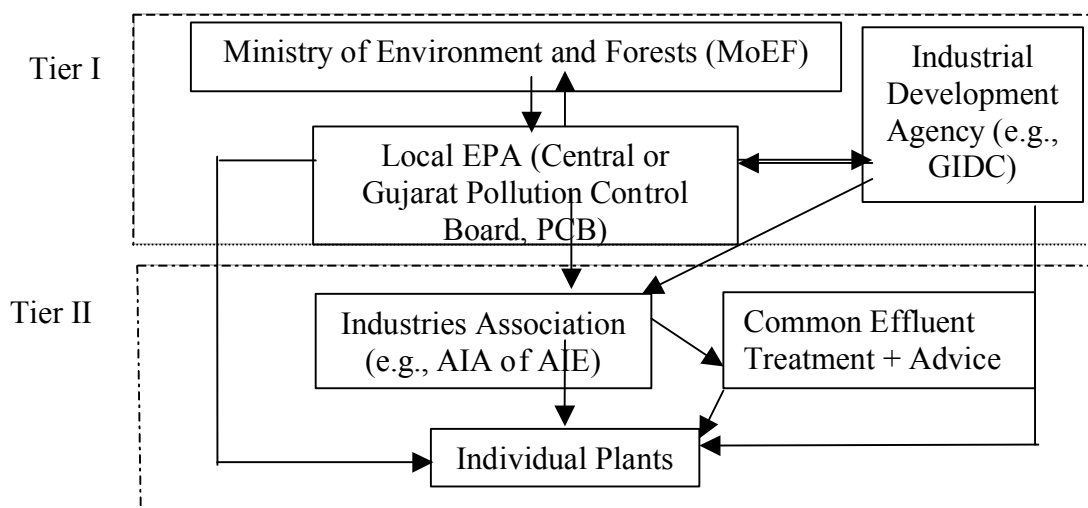 Tier I
Ministry of Environment and Forests (MoEF)
Industrial
Development
Agency (e.g.,
GIDC)
Local EPA (Central or
Gujarat Pollution Control
Board, PCB)
Tier II
Industries Association
(e.g., AIA of AIE)
Common Effluent
Treatment + Advice
Individual Plants